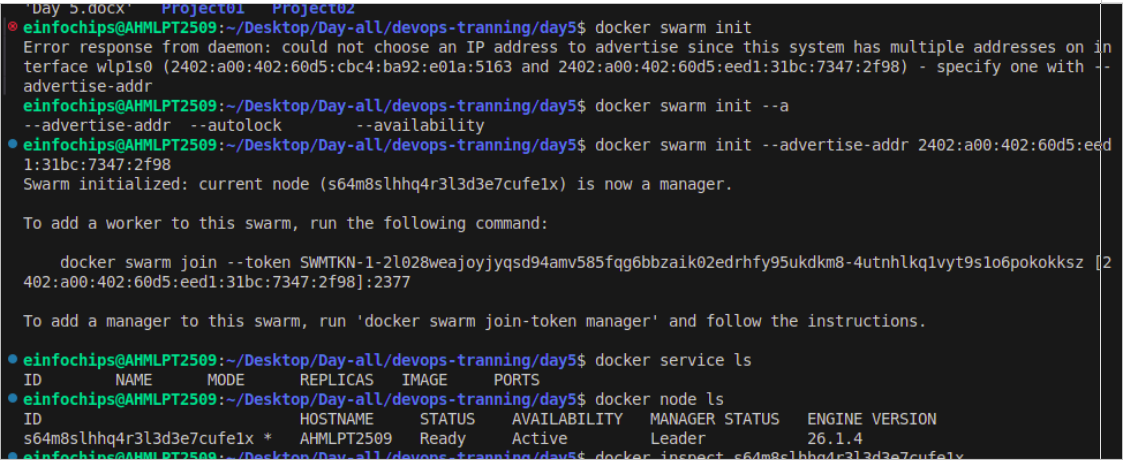 'Day 5.docx'   Project01   Project02
einfochips@AHMLPT2509:~/Desktop/Day-all/devops-tranning/day5$ docker swarm init
Error response from daemon: could not choose an IP address to advertise since this system has multiple addresses on in
terface wlp1s0 (2402:a00:402:60d5:cbc4:ba92:e01a:5163 and 2402:a00:402:60d5:eed1:31bc:7347:2f98) - specify one with --
advertise-addr
einfochips@AHMLPT2509:~/Desktop/Day-all/devops-tranning/day5$ docker swarm init --a
--advertise-addr  --autolock        --availability
einfochips@AHMLPT2509:~/Desktop/Day-all/devops-tranning/day5$ docker swarm init --advertise-addr 2402:a00:402:60d5:eed
1:31bc:7347:2f98
Swarm initialized: current node (s64m8slhhq4r3l3d3e7cufe1x) is now a manager.
To add a worker to this swarm, run the following command:
docker swarm join --token SWMTKN-1-2l028weajoyjyqsd94amv585fqg6bbzaik02edrhfy95ukdkm8-4utnhlkq1vyt9s1o6pokokksz [2
402:a00:402:60d5:eed1:31bc:7347:2f98]:2377
To add a manager to this swarm, run 'docker swarm join-token manager' and follow the instructions.
einfochips@AHMLPT2509:~/Desktop/Day-all/devops-tranning/day5$ docker service ls
ID        NAME      MODE      REPLICAS   IMAGE     PORTS
einfochips@AHMLPT2509:~/Desktop/Day-all/devops-tranning/day5$ docker node ls
ID                            HOSTNAME     STATUS    AVAILABILITY   MANAGER STATUS   ENGINE VERSION
s64m8slhhq4r3l3d3e7cufe1x *   AHMLPT2509   Ready     Active         Leader           26.1.4
einfochips@AHMLPT2509:~/Desktop/Day-all/devops-tranning/day5$ docker inspect s64m8slhhq4r3l3d3e7cufe1x